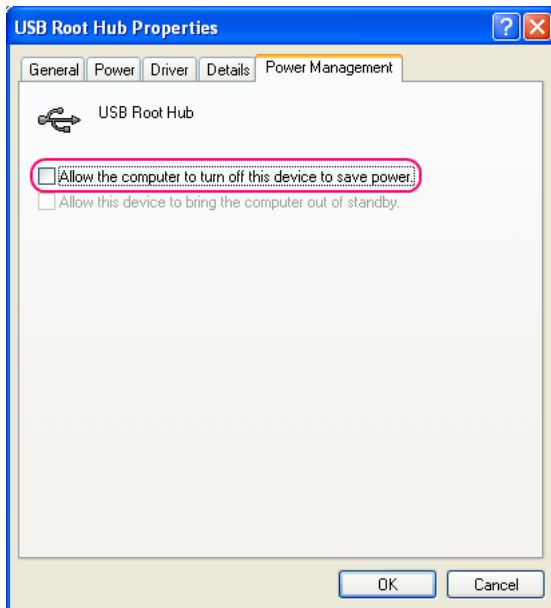 USB Root Hub Properties
General Power Driver Details Power Management
USB Root Hub
Allow the computer to turn off this device to save power.
Allow this device to bring the computer out of standby.
OK Cancel